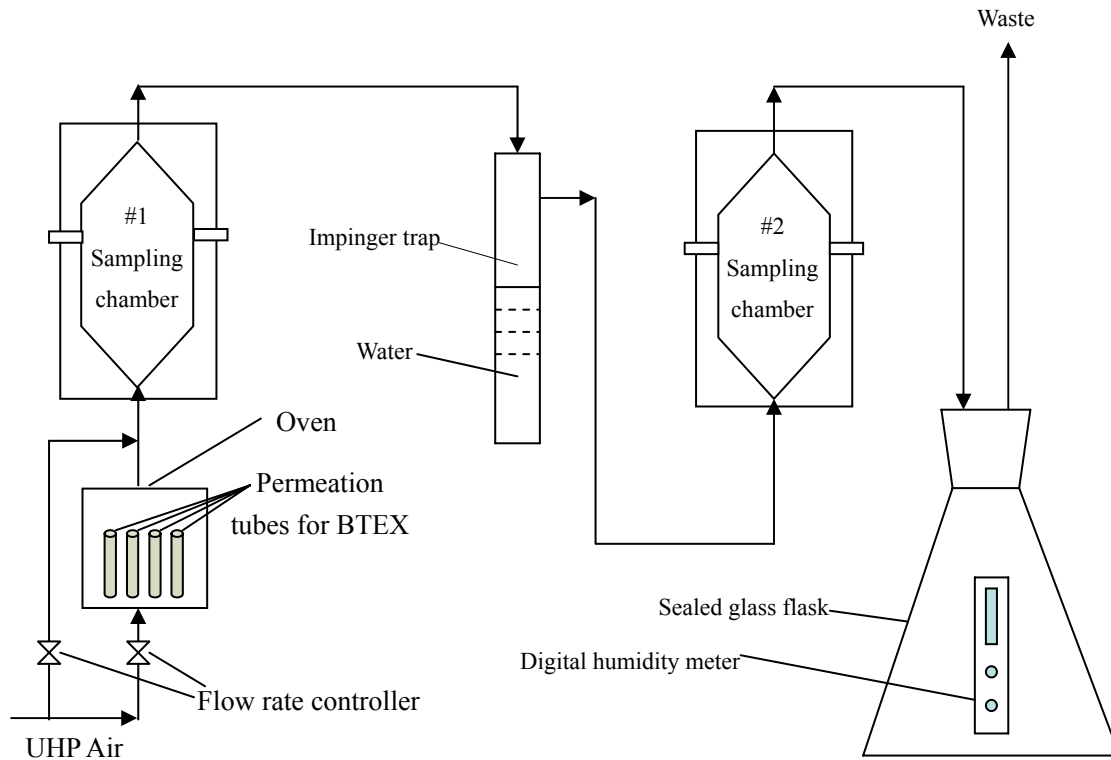 Waste
#1
Sampling
chamber
Impinger trap
Water
#2
Sampling
chamber
Oven
Permeation
tubes for BTEX
Sealed glass flask
Digital humidity meter
Flow rate controller
UHP Air